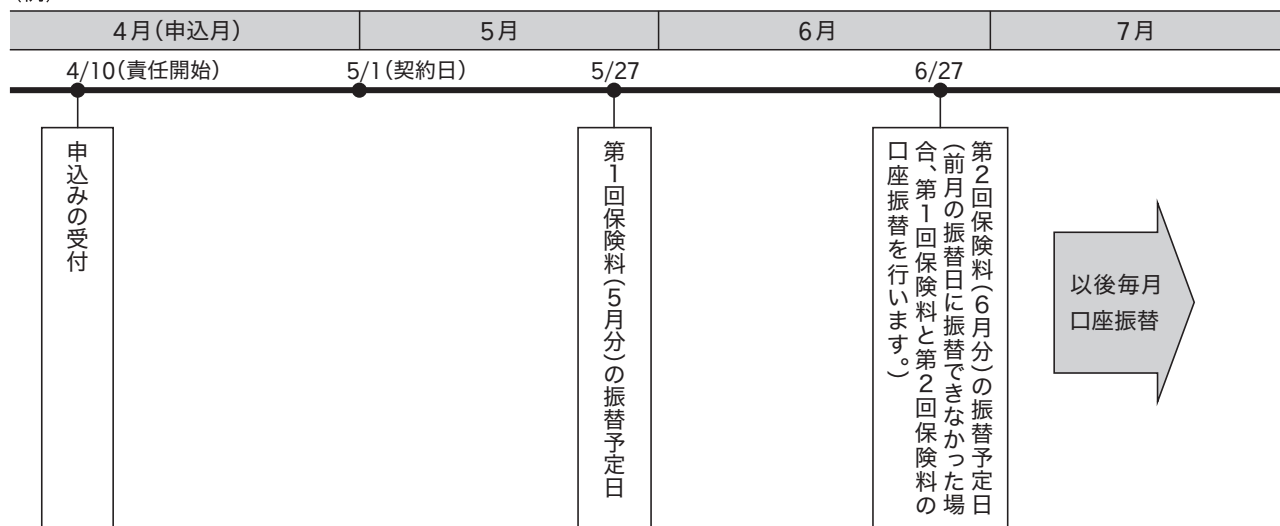 4月(申込月)
5月
6月
7月
4/10(責任開始)
5/1(契約日)
5/27
6/27
申込みの受付
第1回保険料(5月分)の振替予定日
第2回保険料(6月分)の振替予定日
(前月の振替日に振替できなかった場
合、第1回保険料と第2回保険料の
口座振替を行います。)
以後毎月
口座振替